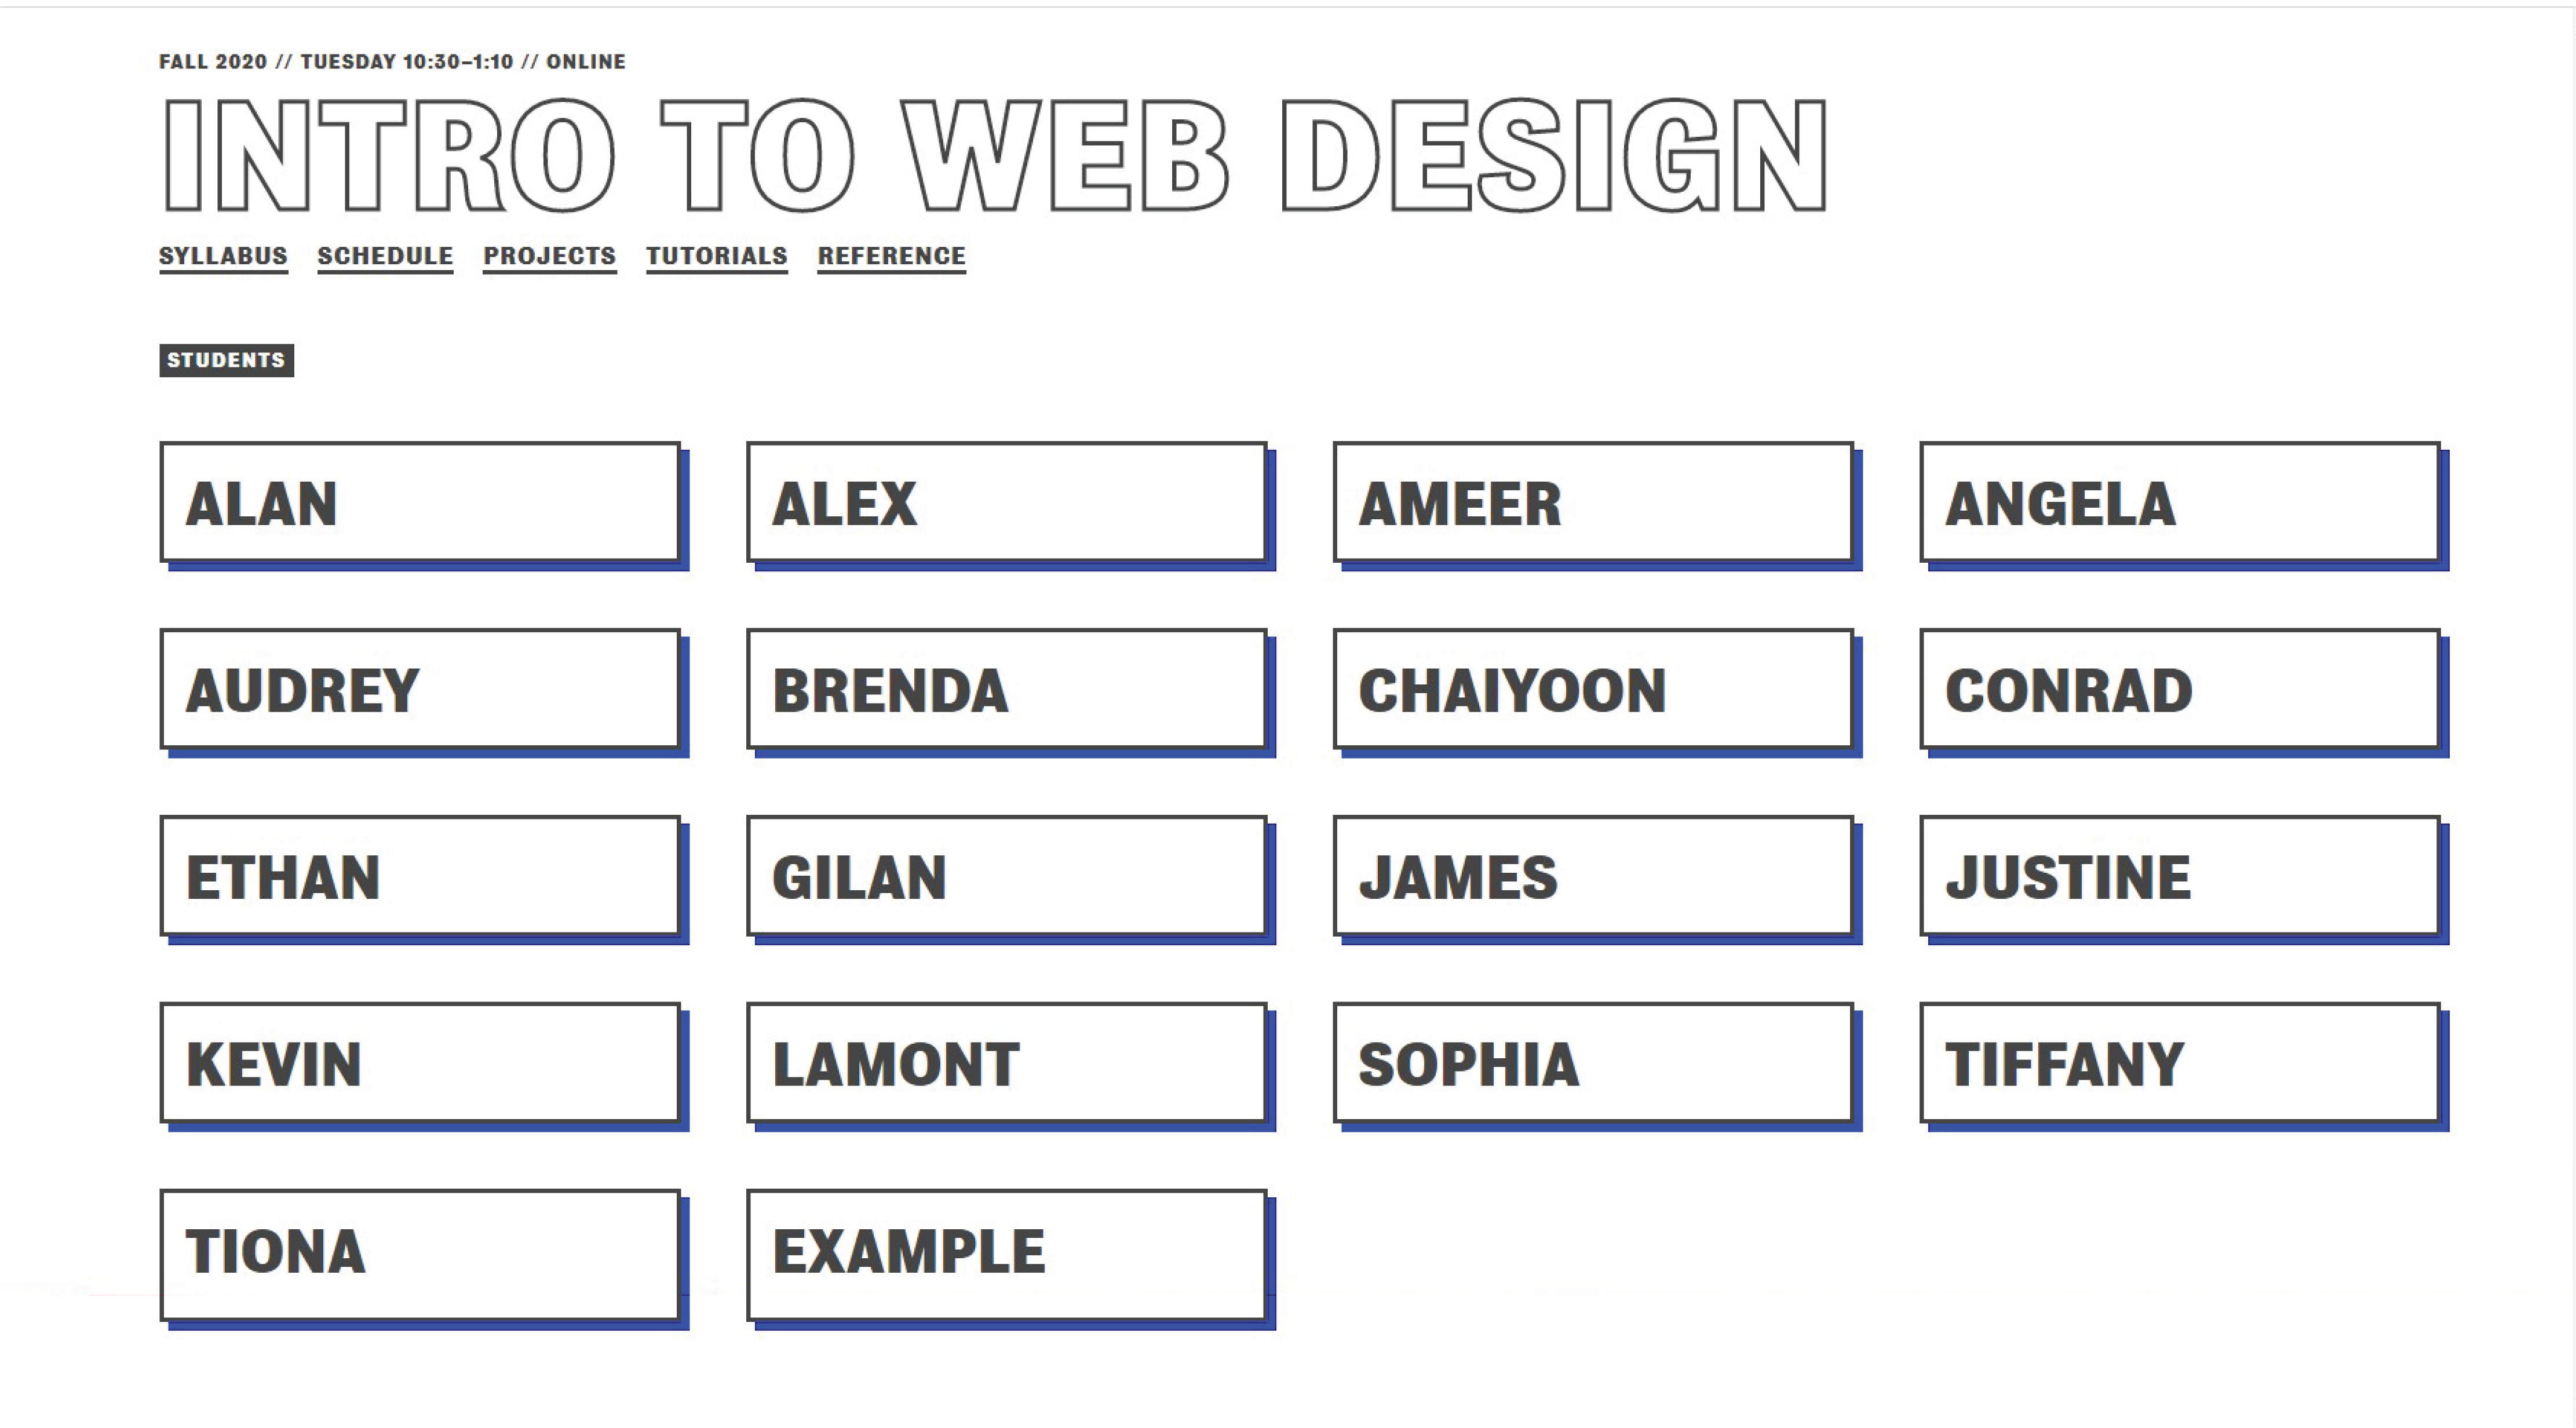 FALL 2020 // TUESDAY 10:30–1:10 // ONLINE
INTRO TO WEB DESIGN
SYLLABUS SCHEDULE PROJECTS TUTORIALS REFERENCE
STUDENTS
ALAN ALEX AMEER ANGELA
AUDREY BRENDA CHAIYOON CONRAD
ETHAN GILAN JAMES JUSTINE
KEVIN LAMONT SOPHIA TIFFANY
TIONA EXAMPLE